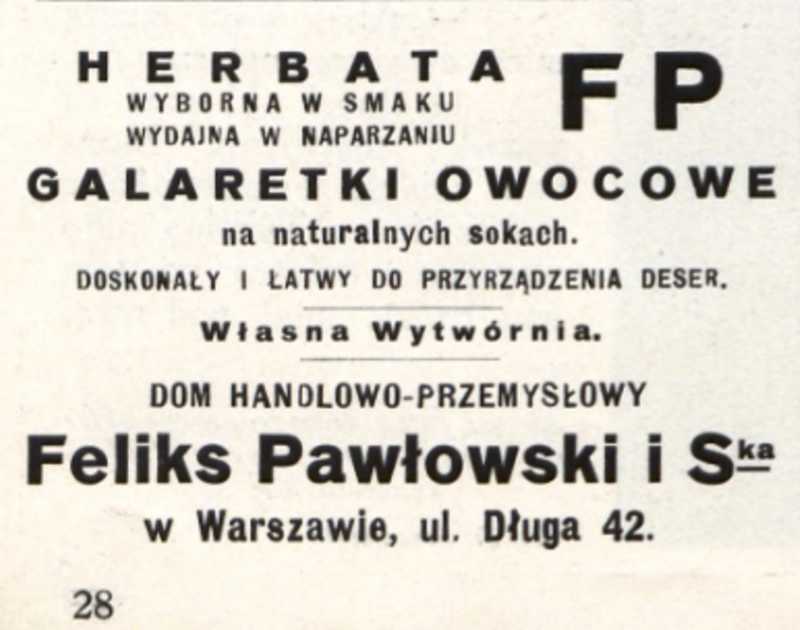 HERBATA FP
WYBORNA W SMAKU
WYDAJNA W NAPARZANIU
GALARETKI OWOCOWE
na naturalnych sokach.
DOSKONAŁY I ŁATWY DO PRZYRZĄDZENIA DESER.
Własna Wytwórnia.
DOM HANDLOWO-PRZEMYSŁOWY
Feliks Pawłowski i Ska
w Warszawie, ul. Długa 42.
28